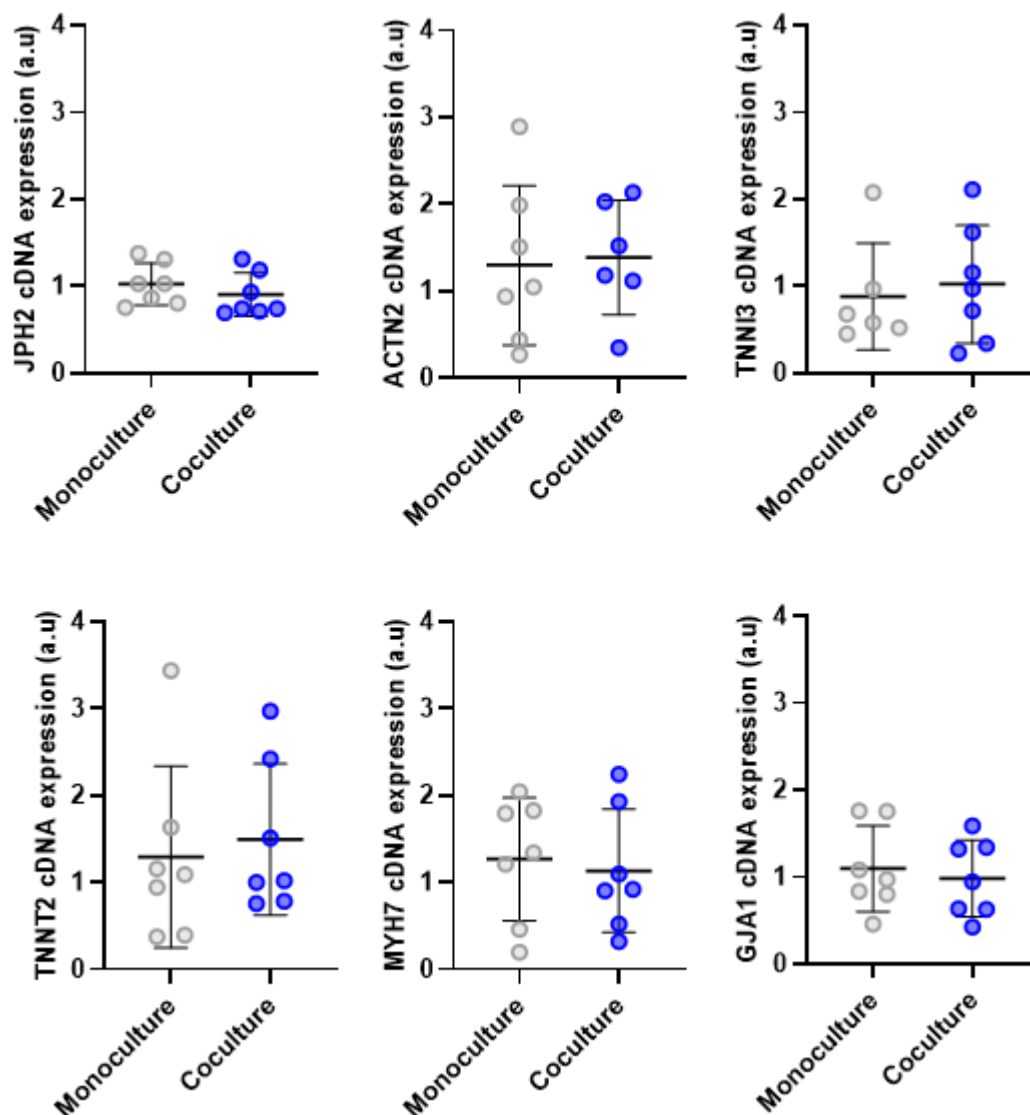 JPH2 cDNA expression (a.u)
4
3
2
1
0
Monoculture
Coculture
ACTN2 cDNA expression (a.u)
4
3
2
1
0
Monoculture
Coculture
TNNI3 cDNA expression (a.u)
4
3
2
1
0
Monoculture
Coculture
TNNT2 cDNA expression (a.u)
4
3
2
1
0
Monoculture
Coculture
MYH7 cDNA expression (a.u)
4
3
2
1
0
Monoculture
Coculture
GJA1 cDNA expression (a.u)
4
3
2
1
0
Monoculture
Coculture